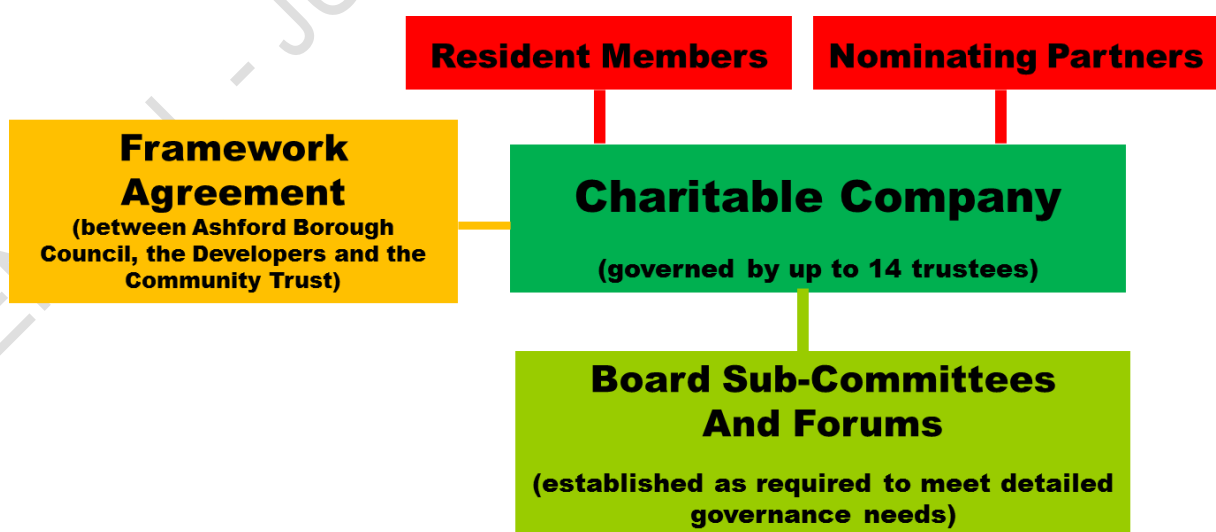 Resident Members
Nominating Partners
Framework
Agreement
(between Ashford Borough
Council, the Developers and the
Community Trust)
Charitable Company
(governed by up to 14 trustees)
Board Sub-Committees
And Forums
(established as required to meet detailed
governance needs)